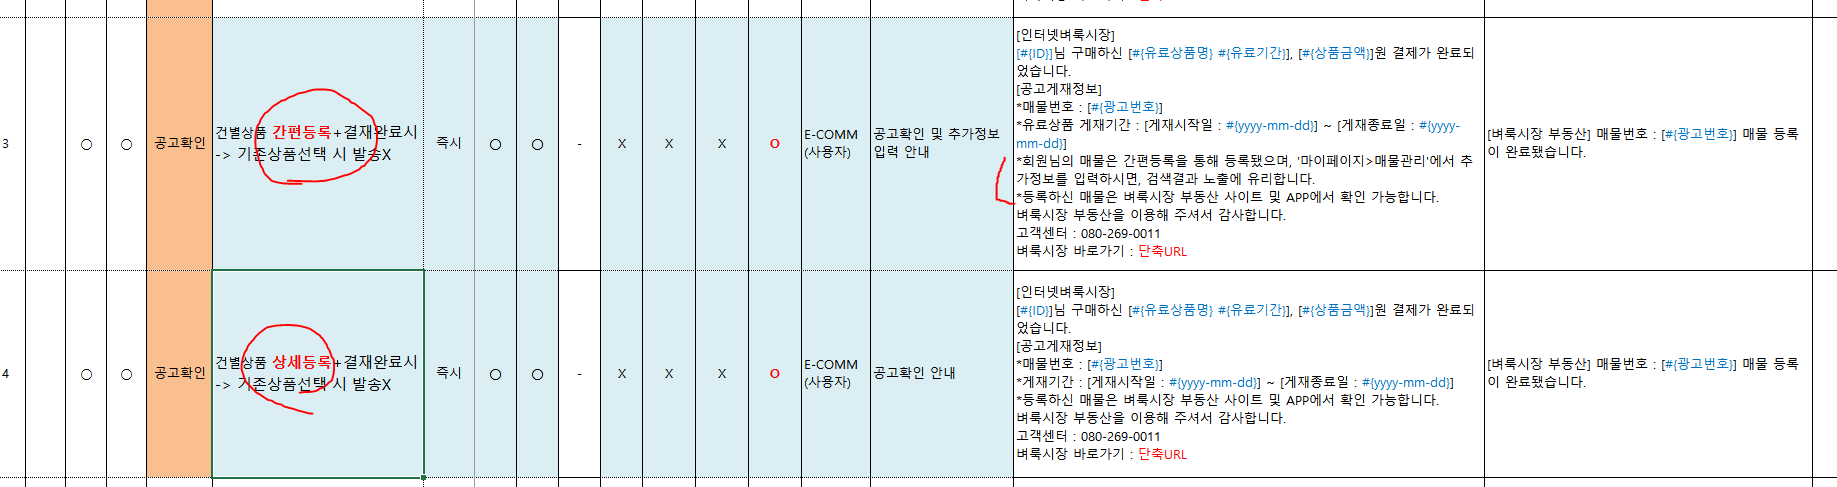 3
○
○
공고확인
건별상품 간편등록+결재완료시
-> 기존상품선택 시 발송X
즉시
○
○
-
X
X
X
O
E-COMM
(사용자)
공고확인 및 추가정보
입력 안내
[인터넷벼룩시장]
[#{ID}]님 구매하신 [#{유료상품명} #{유료기간}], [#{상품금액}]원 결제가 완료되
었습니다.
[공고게재정보]
*매물번호 : [#{광고번호}]
*유료상품 게재기간 : [게재시작일 : #{yyyy-mm-dd}] ~ [게재종료일 : #{yyyy-
mm-dd}]
*회원님의 매물은 간편등록을 통해 등록됐으며, '마이페이지>매물관리'에서 추
가정보를 입력하시면, 검색결과 노출에 유리합니다.
*등록하신 매물은 벼룩시장 부동산 사이트 및 APP에서 확인 가능합니다.
벼룩시장 부동산을 이용해 주셔서 감사합니다.
고객센터 : 080-269-0011
벼룩시장 바로가기 : 단축URL
[벼룩시장 부동산] 매물번호 : [#{광고번호}] 매물 등록
이 완료됐습니다.
4
○
○
공고확인
건별상품 상세등록+결재완료시
-> 기존상품선택 시 발송X
즉시
○
○
-
X
X
X
O
E-COMM
(사용자)
공고확인 안내
[인터넷벼룩시장]
[#{ID}]님 구매하신 [#{유료상품명} #{유료기간}], [#{상품금액}]원 결제가 완료되
었습니다.
[공고게재정보]
*매물번호 : [#{광고번호}]
*게재기간 : [게재시작일 : #{yyyy-mm-dd}] ~ [게재종료일 : #{yyyy-mm-dd}]
*등록하신 매물은 벼룩시장 부동산 사이트 및 APP에서 확인 가능합니다.
벼룩시장 부동산을 이용해 주셔서 감사합니다.
고객센터 : 080-269-0011
벼룩시장 바로가기 : 단축URL
[벼룩시장 부동산] 매물번호 : [#{광고번호}] 매물 등록
이 완료됐습니다.